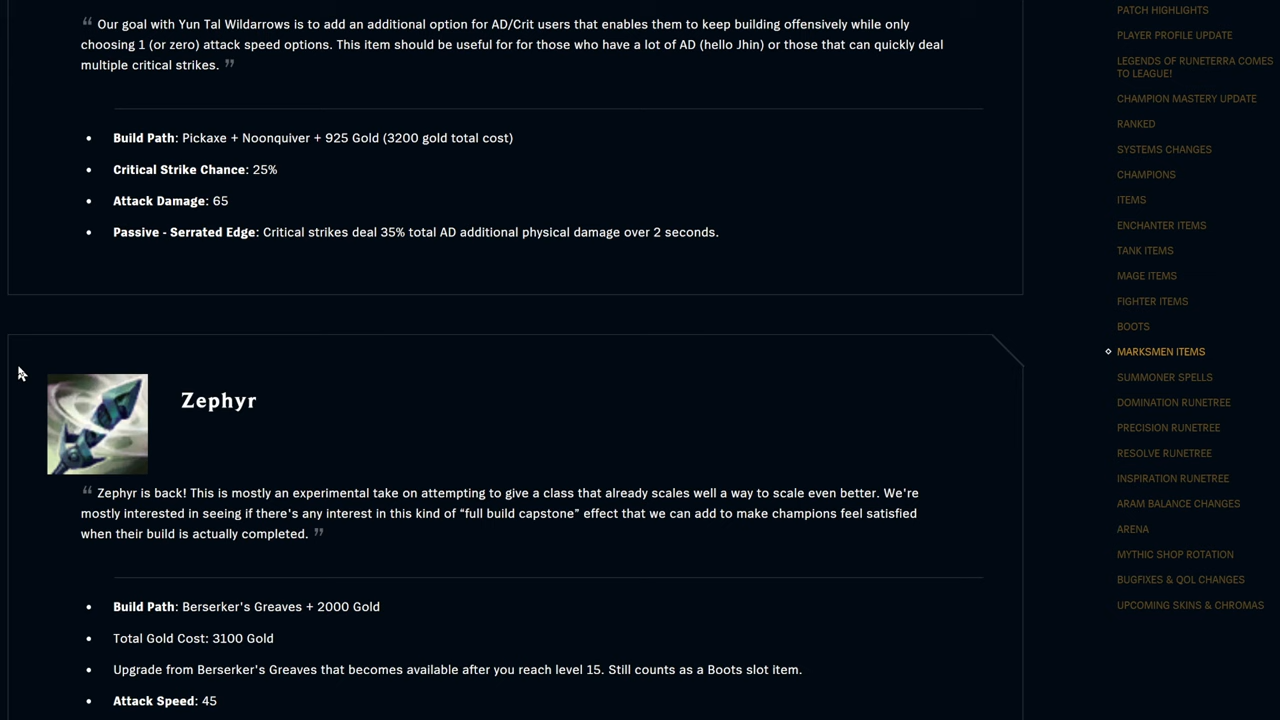 “ Our goal with Yun Tal Wildarrows is to add an additional option for AD/Crit users that enables them to keep building offensively while only
choosing 1 (or zero) attack speed options. This item should be useful for for those who have a lot of AD (hello Jhin) or those that can quickly deal
multiple critical strikes. ”
• Build Path: Pickaxe + Noonquiver + 925 Gold (3200 gold total cost)
• Critical Strike Chance: 25%
• Attack Damage: 65
• Passive - Serrated Edge: Critical strikes deal 35% total AD additional physical damage over 2 seconds.
Zephyr
“ Zephyr is back! This is mostly an experimental take on attempting to give a class that already scales well a way to scale even better. We're
mostly interested in seeing if there's any interest in this kind of “full build capstone” effect that we can add to make champions feel satisfied
when their build is actually completed. ”
• Build Path: Berserker's Greaves + 2000 Gold
• Total Gold Cost: 3100 Gold
• Upgrade from Berserker's Greaves that becomes available after you reach level 15. Still counts as a Boots slot item.
• Attack Speed: 45
PATCH HIGHLIGHTS
PLAYER PROFILE UPDATE
LEGENDS OF RUNETERRA COMES
TO LEAGUE!
CHAMPION MASTERY UPDATE
RANKED
SYSTEMS CHANGES
CHAMPIONS
ITEMS
ENCHANTER ITEMS
TANK ITEMS
MAGE ITEMS
FIGHTER ITEMS
BOOTS
MARKSMEN ITEMS
SUMMONER SPELLS
DOMINATION RUNETREE
PRECISION RUNETREE
RESOLVE RUNETREE
INSPIRATION RUNETREE
ARAM BALANCE CHANGES
ARENA
MYTHIC SHOP ROTATION
BUGFIXES & QOL CHANGES
UPCOMING SKINS & CHROMAS